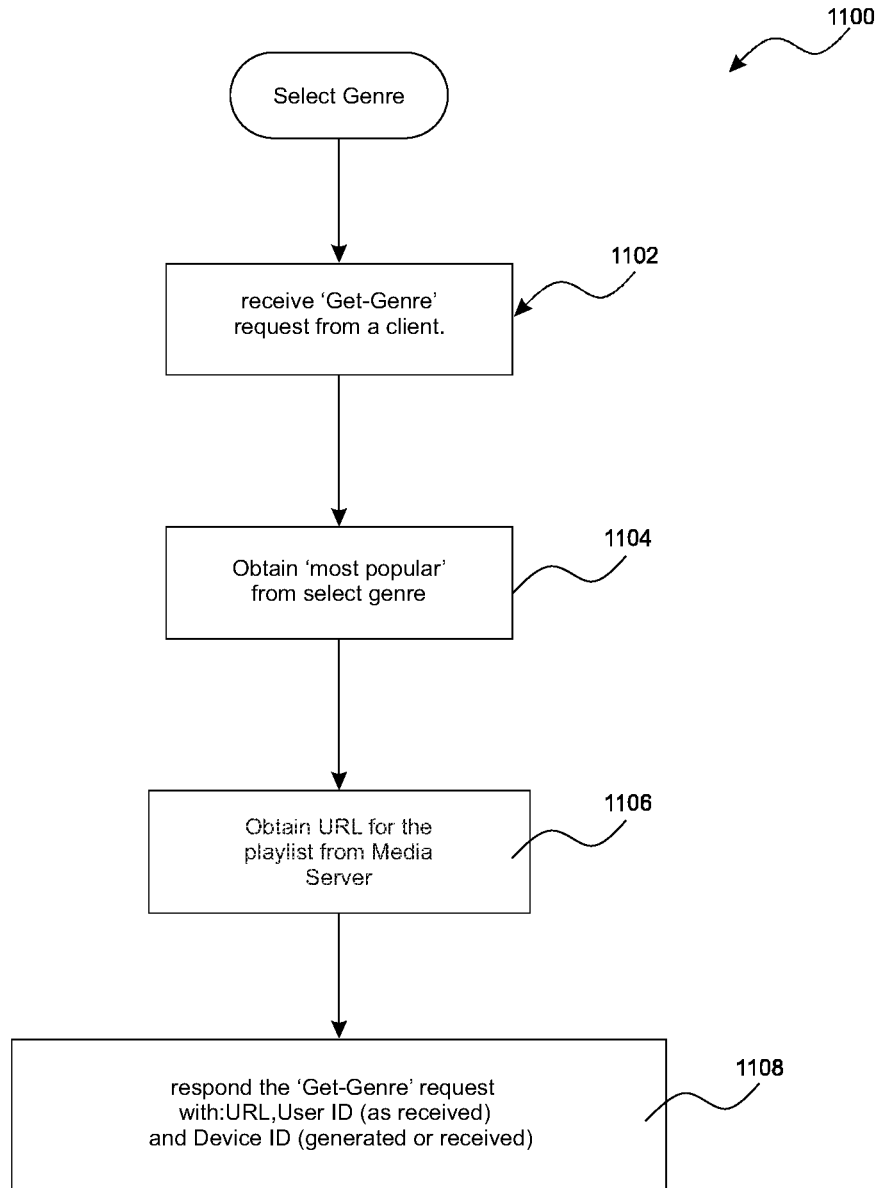 1100
Select Genre
1102
receive ‘Get-Genre’
request from a client.
1104
Obtain ‘most popular’
from select genre
1106
Obtain URL for the
playlist from Media
Server
1108
respond the ‘Get-Genre’ request
with:URL,User ID (as received)
and Device ID (generated or received)